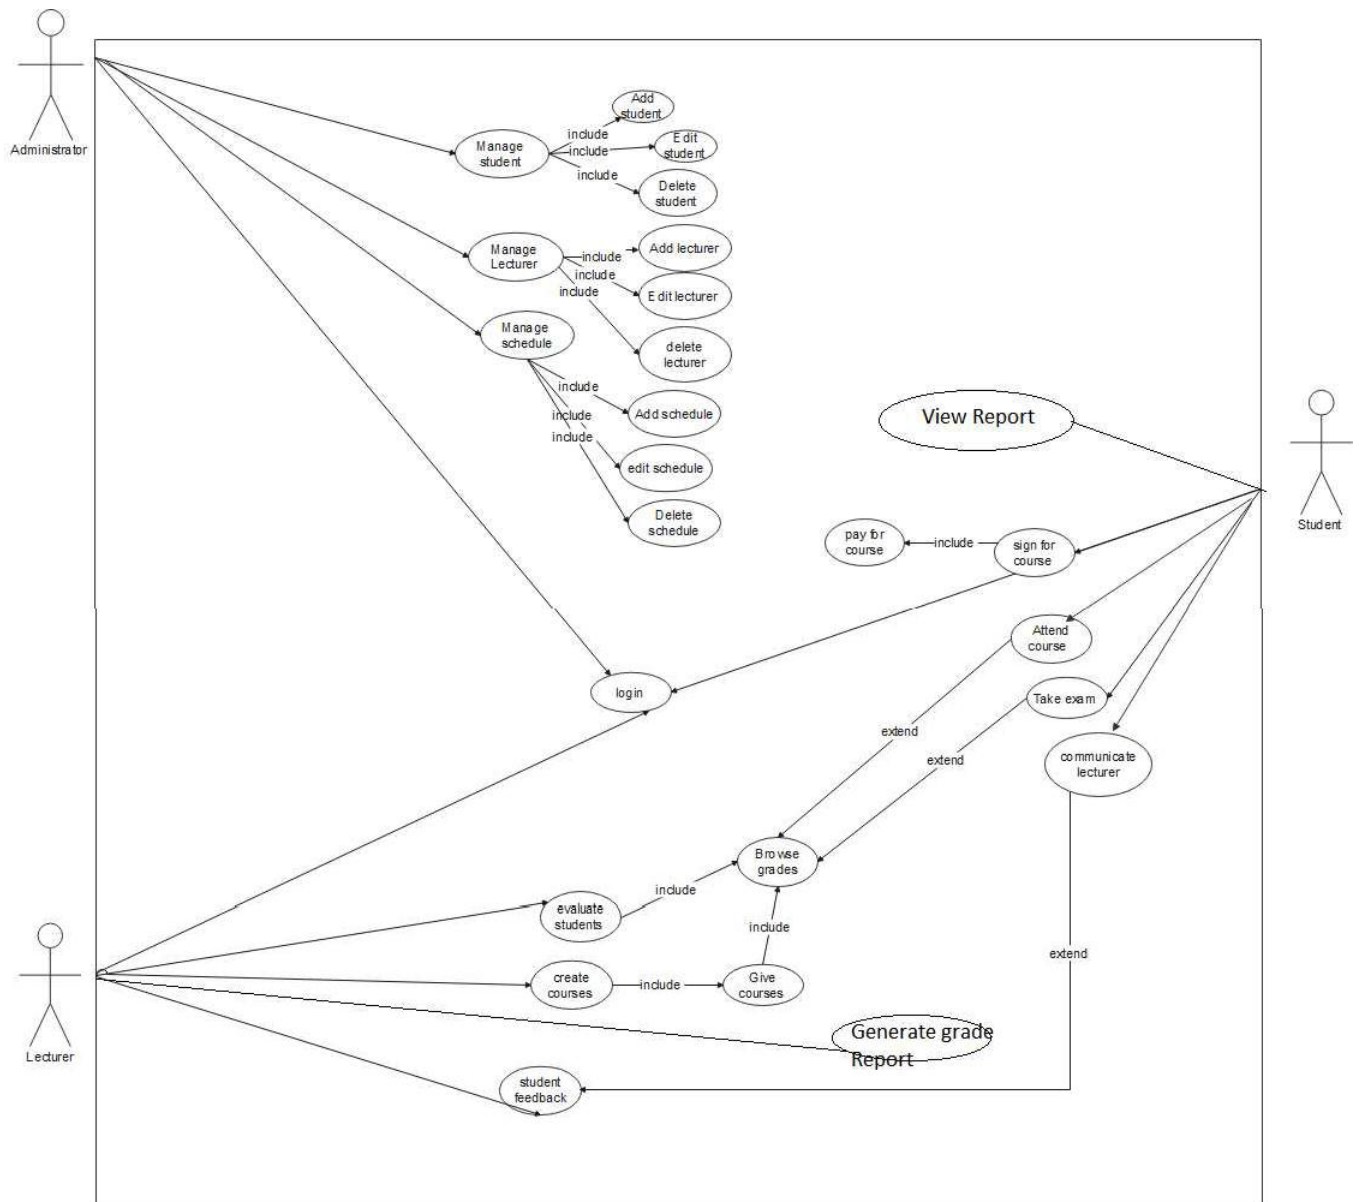 Administrator
Add
student
include
Manage
student
include
Edit
student
include
Delete
student
Manage
Lecturer
include
Add lecturer
include
Edit lecturer
include
Manage
schedule
delete
lecturer
include
Add schedule
include
include
edit schedule
Delete
schedule
View Report
Student
pay for
course
include
sign for
course
Attend
course
login
Take exam
extend
extend
communicate
lecturer
Browse
grades
include
evaluate
students
include
extend
create
courses
include
Give
courses
Generate grade
Report
Lecturer
student
feedback